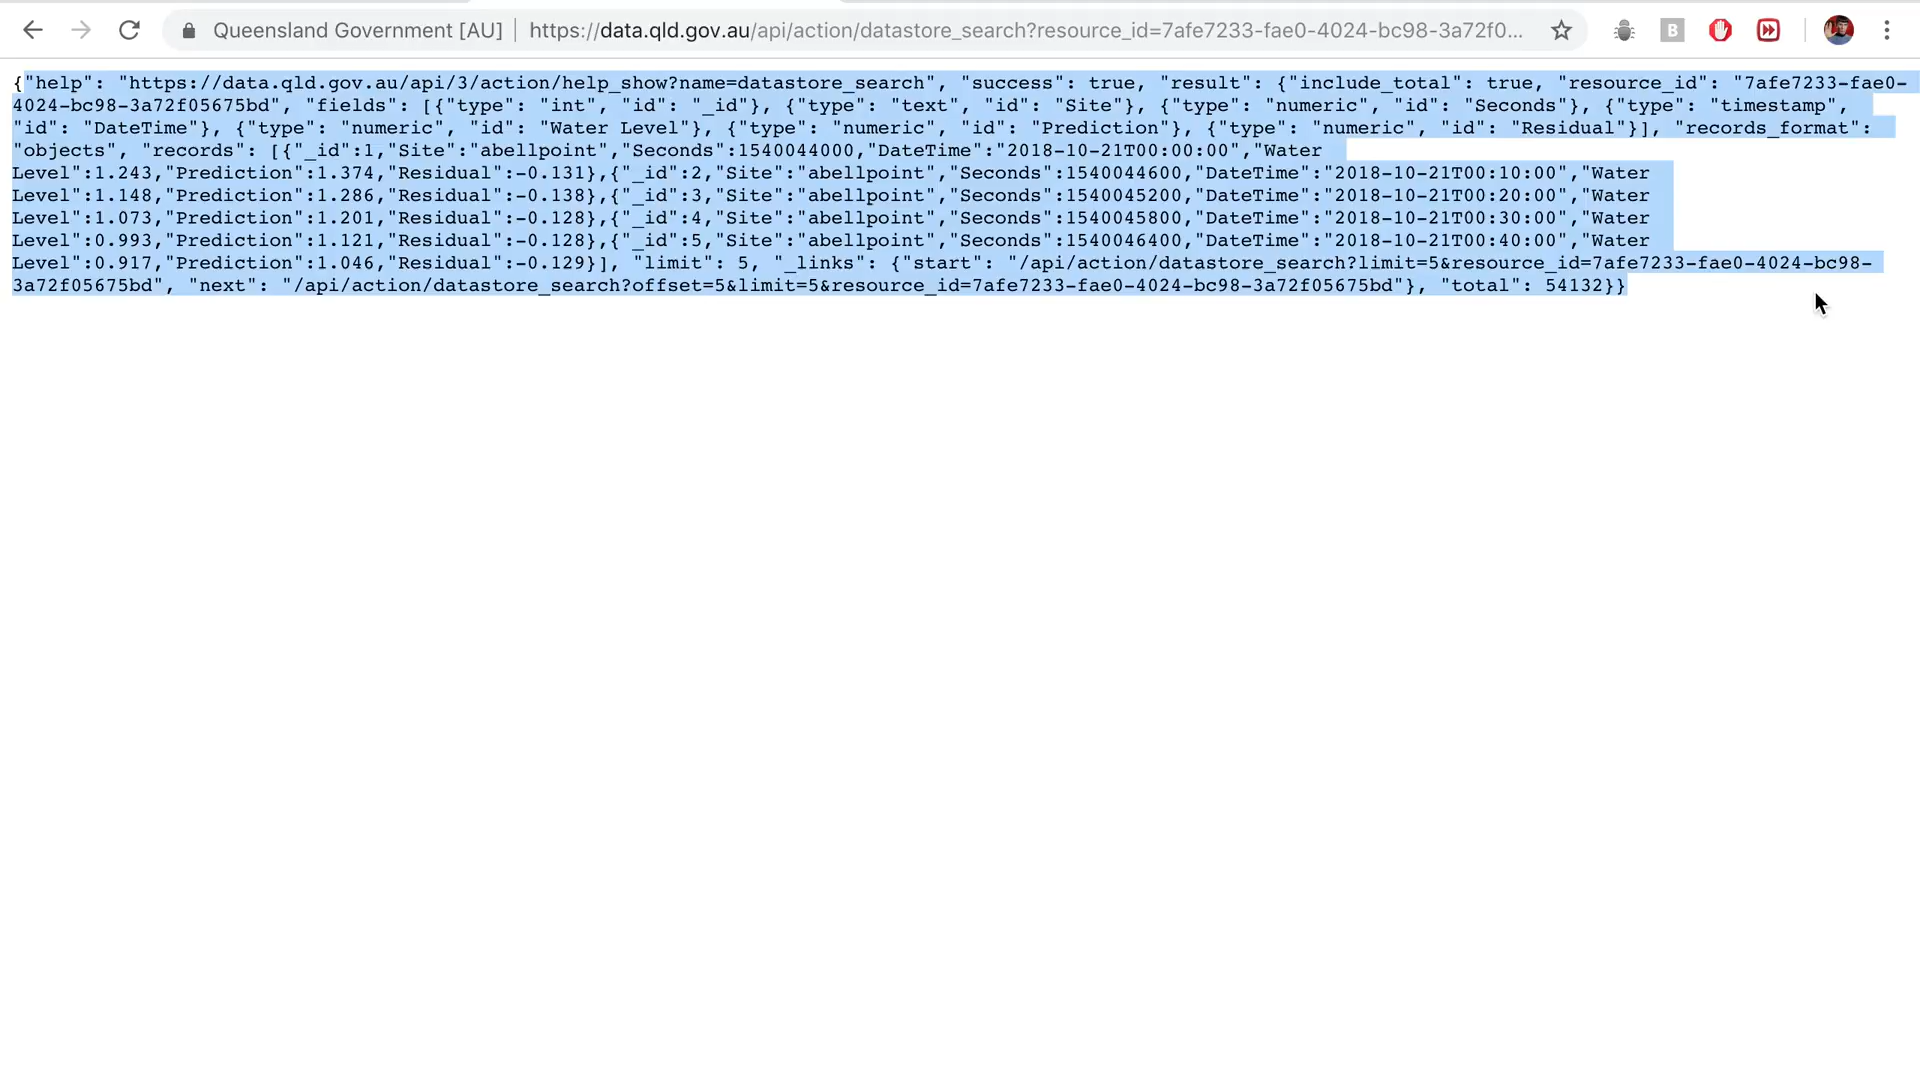 Queensland Government [AU] https://data.qld.gov.au/api/action/datastore_search?resource_id=7afe7233-fae0-4024-bc98-3a72f0... B
{"help": "https://data.qld.gov.au/api/3/action/help_show?name=datastore_search", "success": true, "result": {"include_total": true, "resource_id": "7afe7233-fae0-
4024-bc98-3a72f05675bd", "fields": [{"type": "int", "id": "_id"}, {"type": "text", "id": "Site"}, {"type": "numeric", "id": "Seconds"}, {"type": "timestamp",
"id": "DateTime"}, {"type": "numeric", "id": "Water Level"}, {"type": "numeric", "id": "Prediction"}, {"type": "numeric", "id": "Residual"}], "records_format":
"objects", "records": [{"_id":1,"Site":"abellpoint","Seconds":1540044000,"DateTime":"2018-10-21T00:00:00","Water
Level":1.243,"Prediction":1.374,"Residual":-0.131},{"_id":2,"Site":"abellpoint","Seconds":1540044600,"DateTime":"2018-10-21T00:10:00","Water
Level":1.148,"Prediction":1.286,"Residual":-0.138},{"_id":3,"Site":"abellpoint","Seconds":1540045200,"DateTime":"2018-10-21T00:20:00","Water
Level":1.073,"Prediction":1.201,"Residual":-0.128},{"_id":4,"Site":"abellpoint","Seconds":1540045800,"DateTime":"2018-10-21T00:30:00","Water
Level":0.993,"Prediction":1.121,"Residual":-0.128},{"_id":5,"Site":"abellpoint","Seconds":1540046400,"DateTime":"2018-10-21T00:40:00","Water
Level":0.917,"Prediction":1.046,"Residual":-0.129}], "limit": 5, "_links": {"start": "/api/action/datastore_search?limit=5&resource_id=7afe7233-fae0-4024-bc98-
3a72f05675bd", "next": "/api/action/datastore_search?offset=5&limit=5&resource_id=7afe7233-fae0-4024-bc98-3a72f05675bd"}, "total": 54132}}